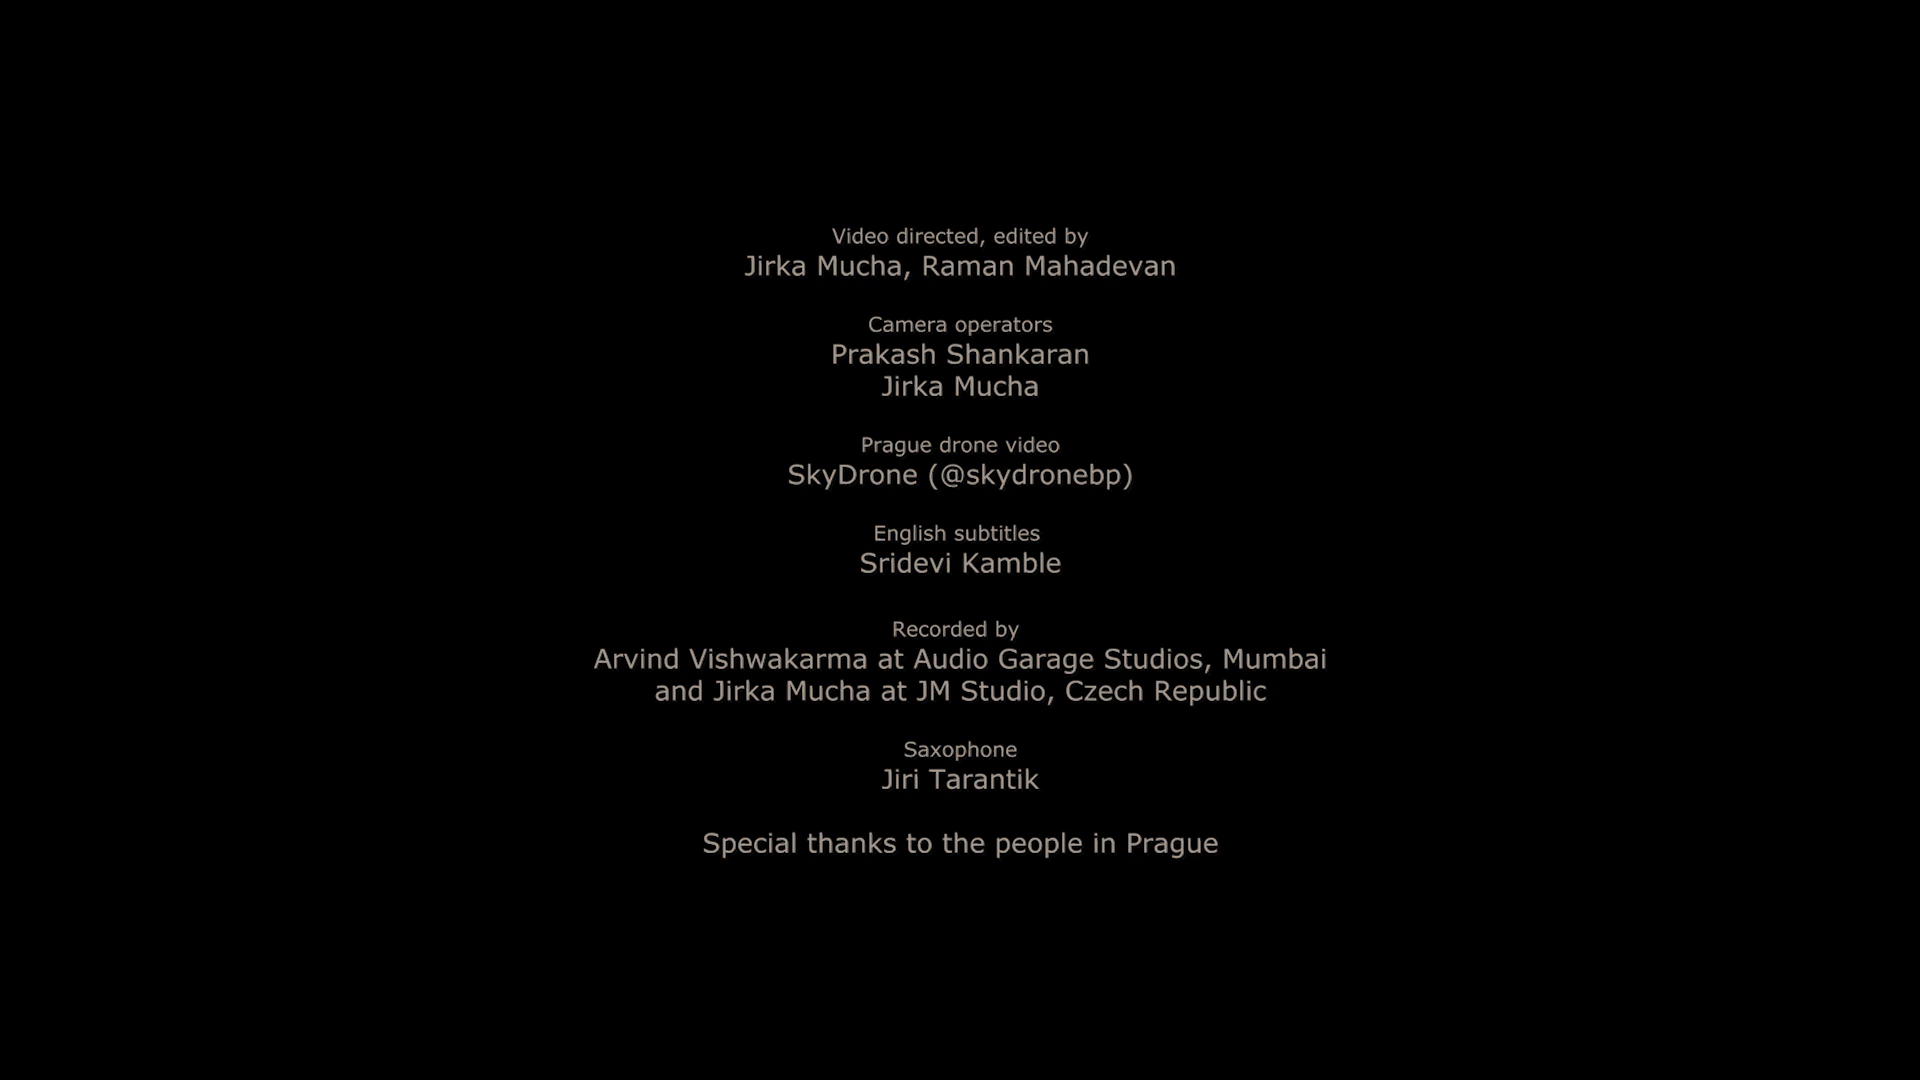 Video directed, edited by
Jirka Mucha, Raman Mahadevan
Camera operators
Prakash Shankaran
Jirka Mucha
Prague drone video
SkyDrone (@skydronebp)
English subtitles
Sridevi Kamble
Recorded by
Arvind Vishwakarma at Audio Garage Studios, Mumbai
and Jirka Mucha at JM Studio, Czech Republic
Saxophone
Jiri Tarantik
Special thanks to the people in Prague